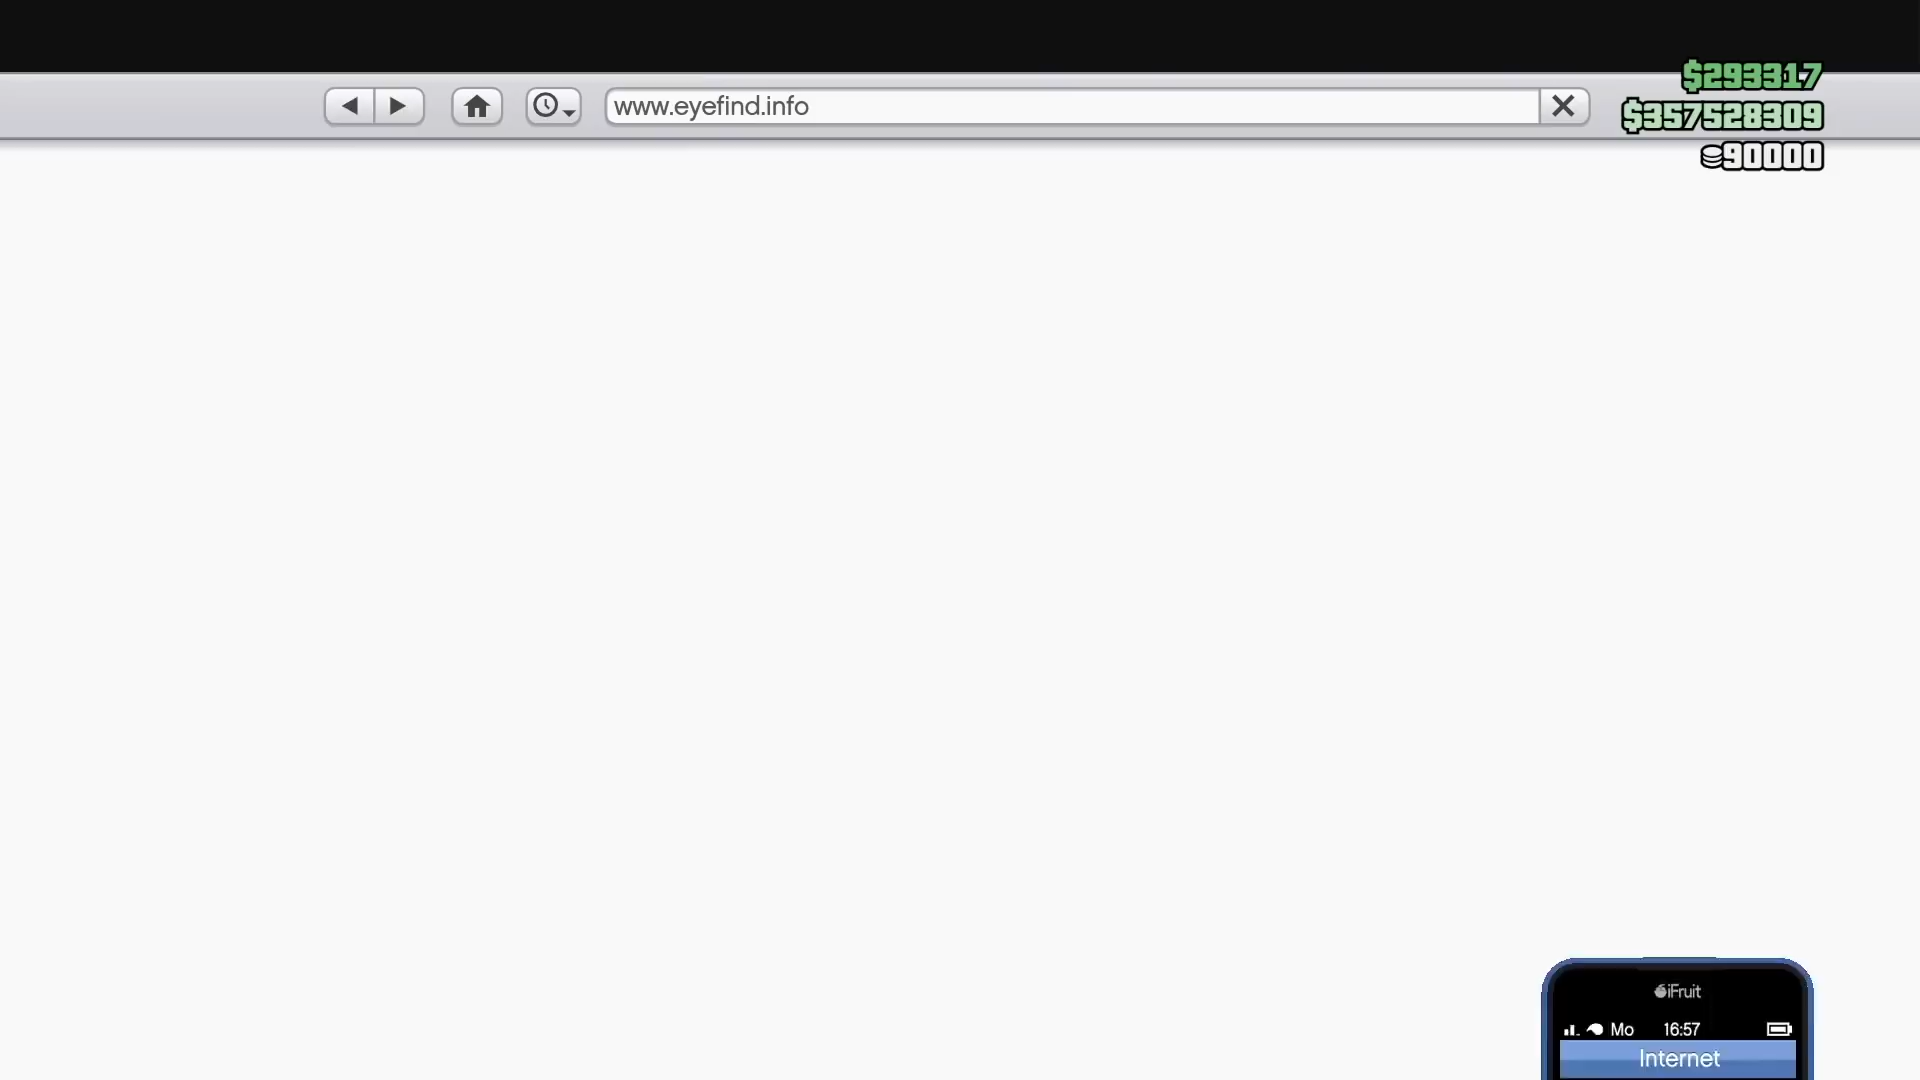 www.eyefind.info
$293317
$357528309
90000
iFruit
Mo 16:57
Internet